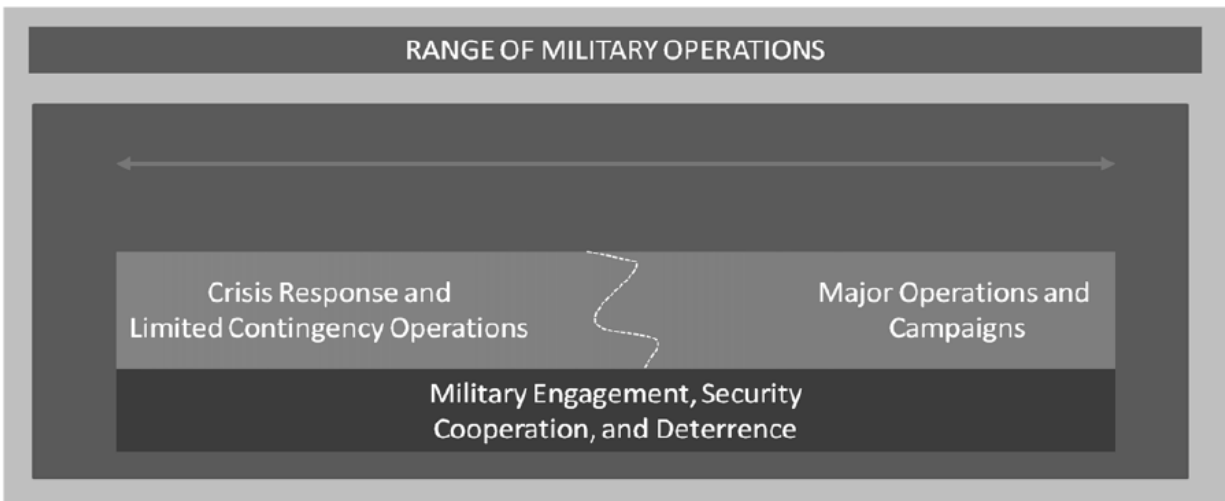 RANGE OF MILITARY OPERATIONS
Crisis Response and
Limited Contingency Operations
Major Operations and
Campaigns
Military Engagement, Security
Cooperation, and Deterrence